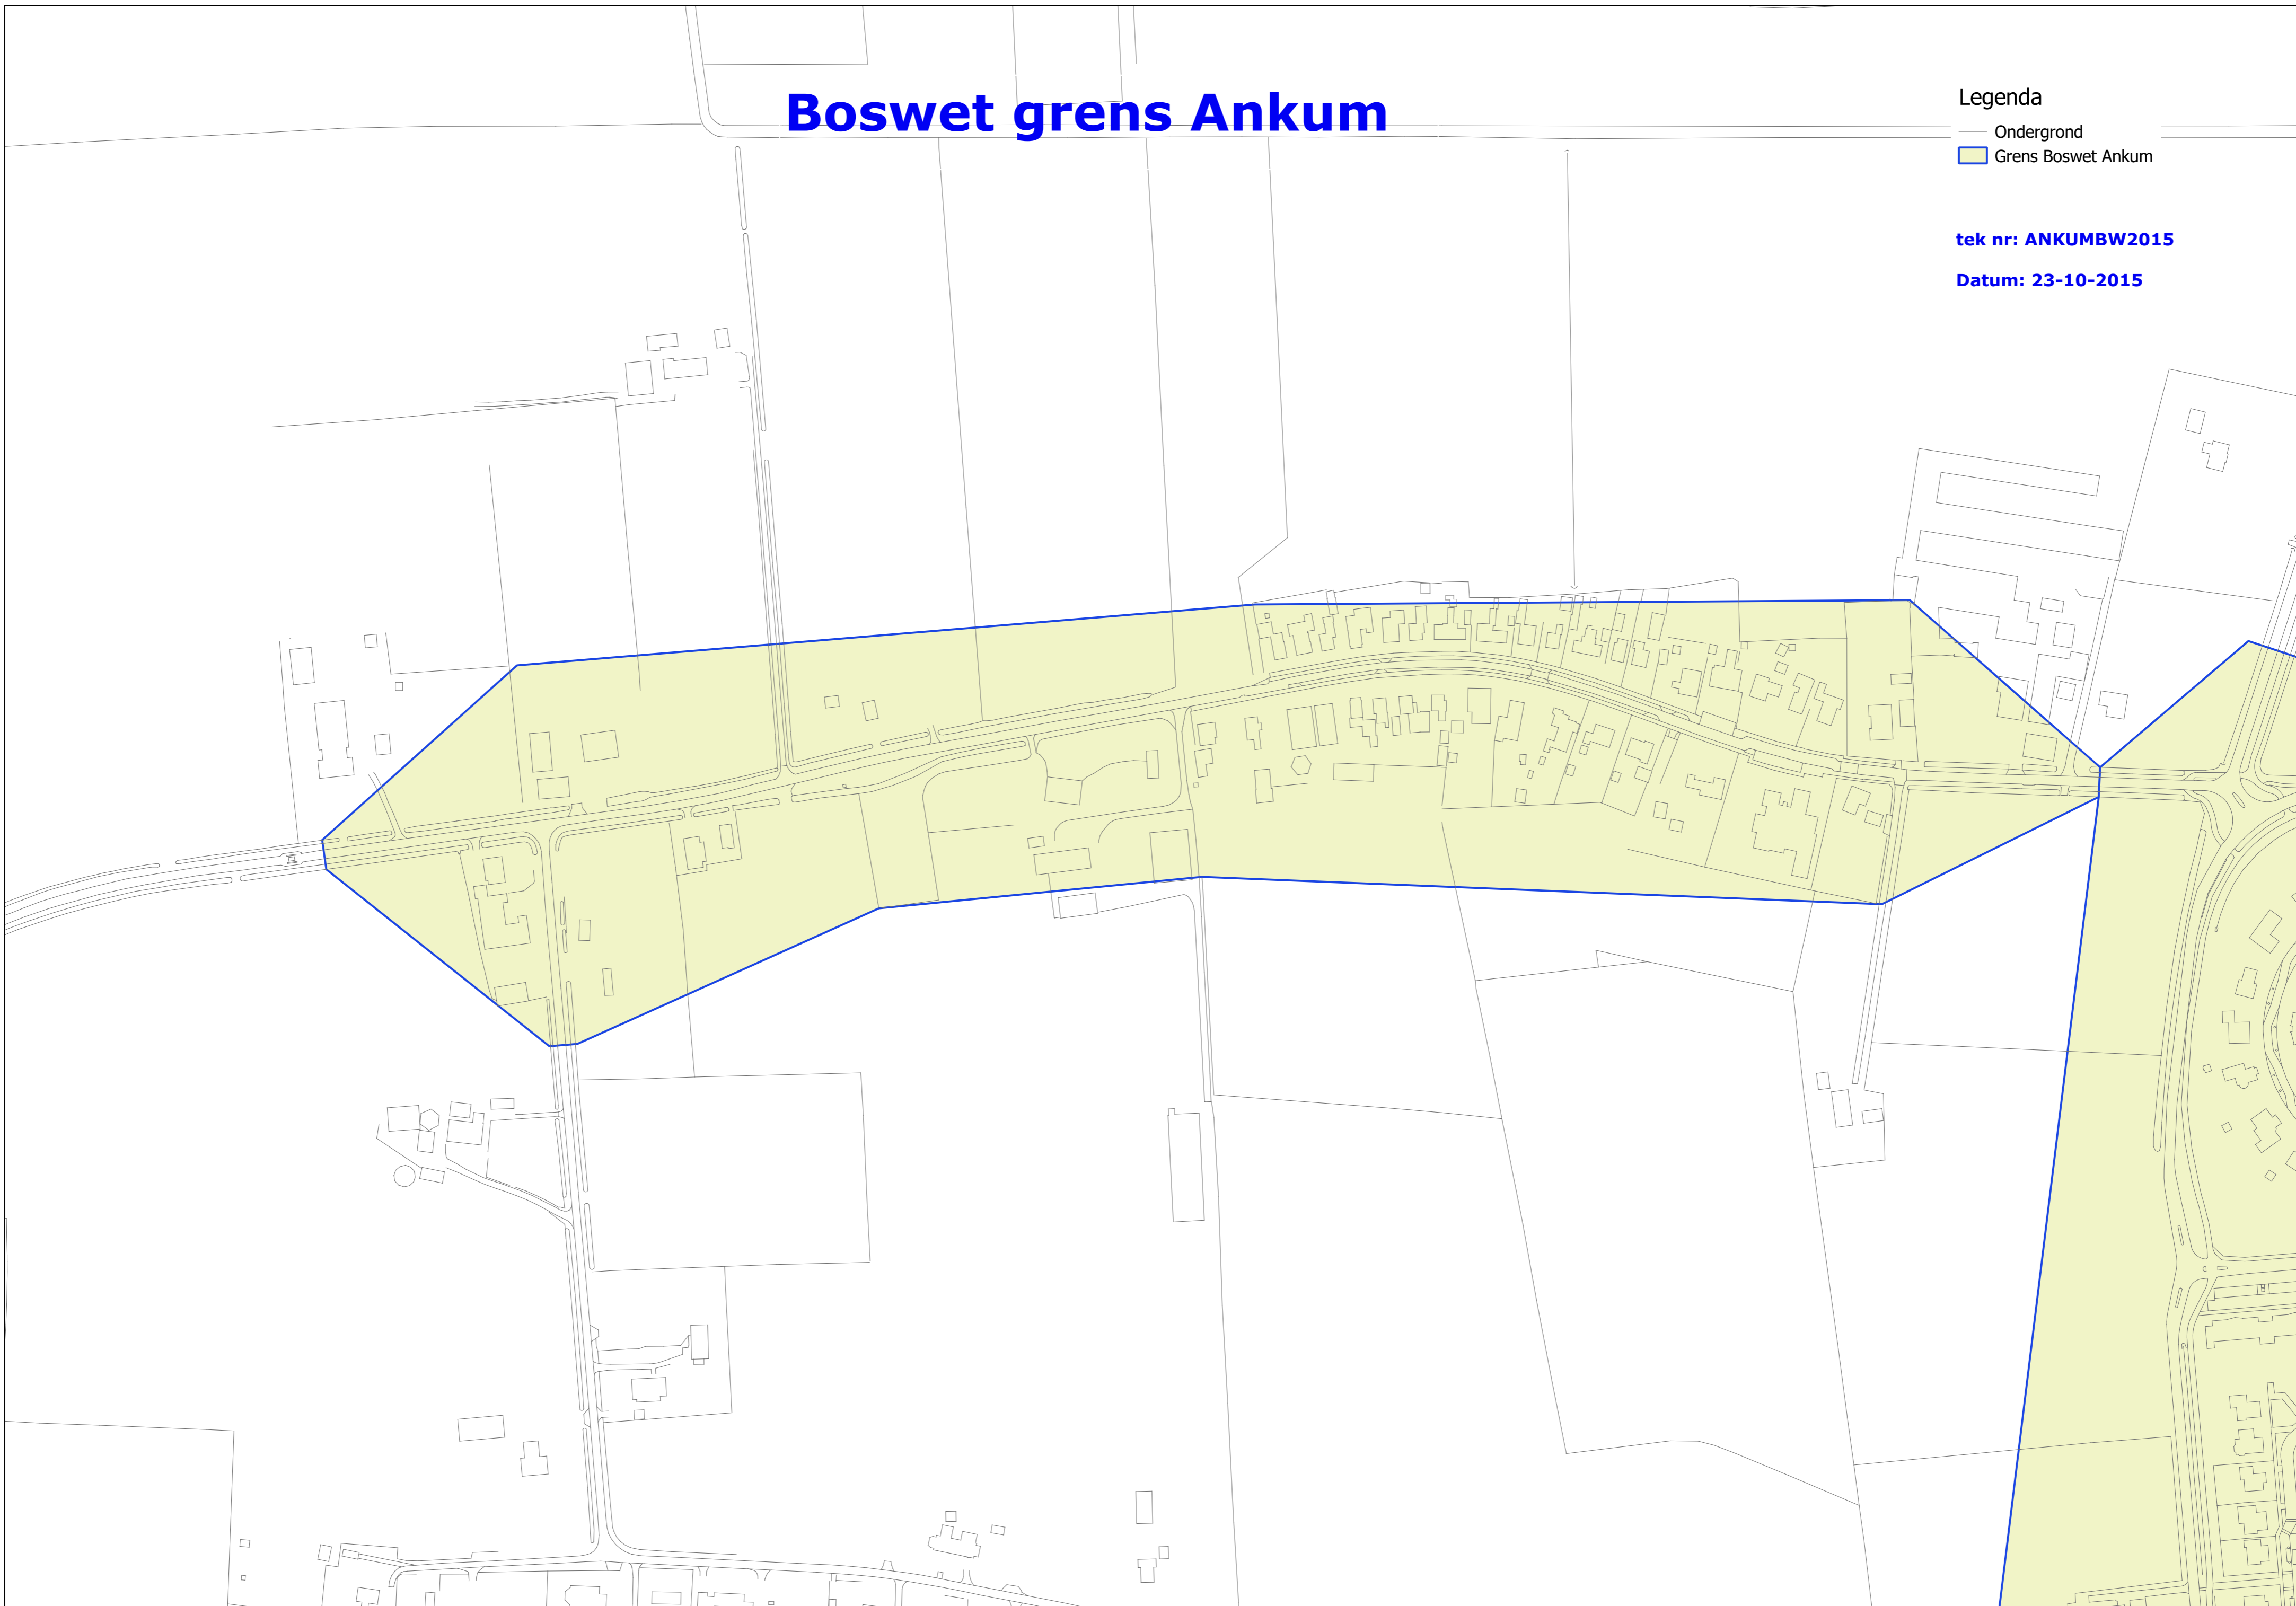 Boswet grens Ankum
Legenda
Ondergrond
Grens Boswet Ankum
tek nr: ANKUMBW2015
Datum: 23-10-2015